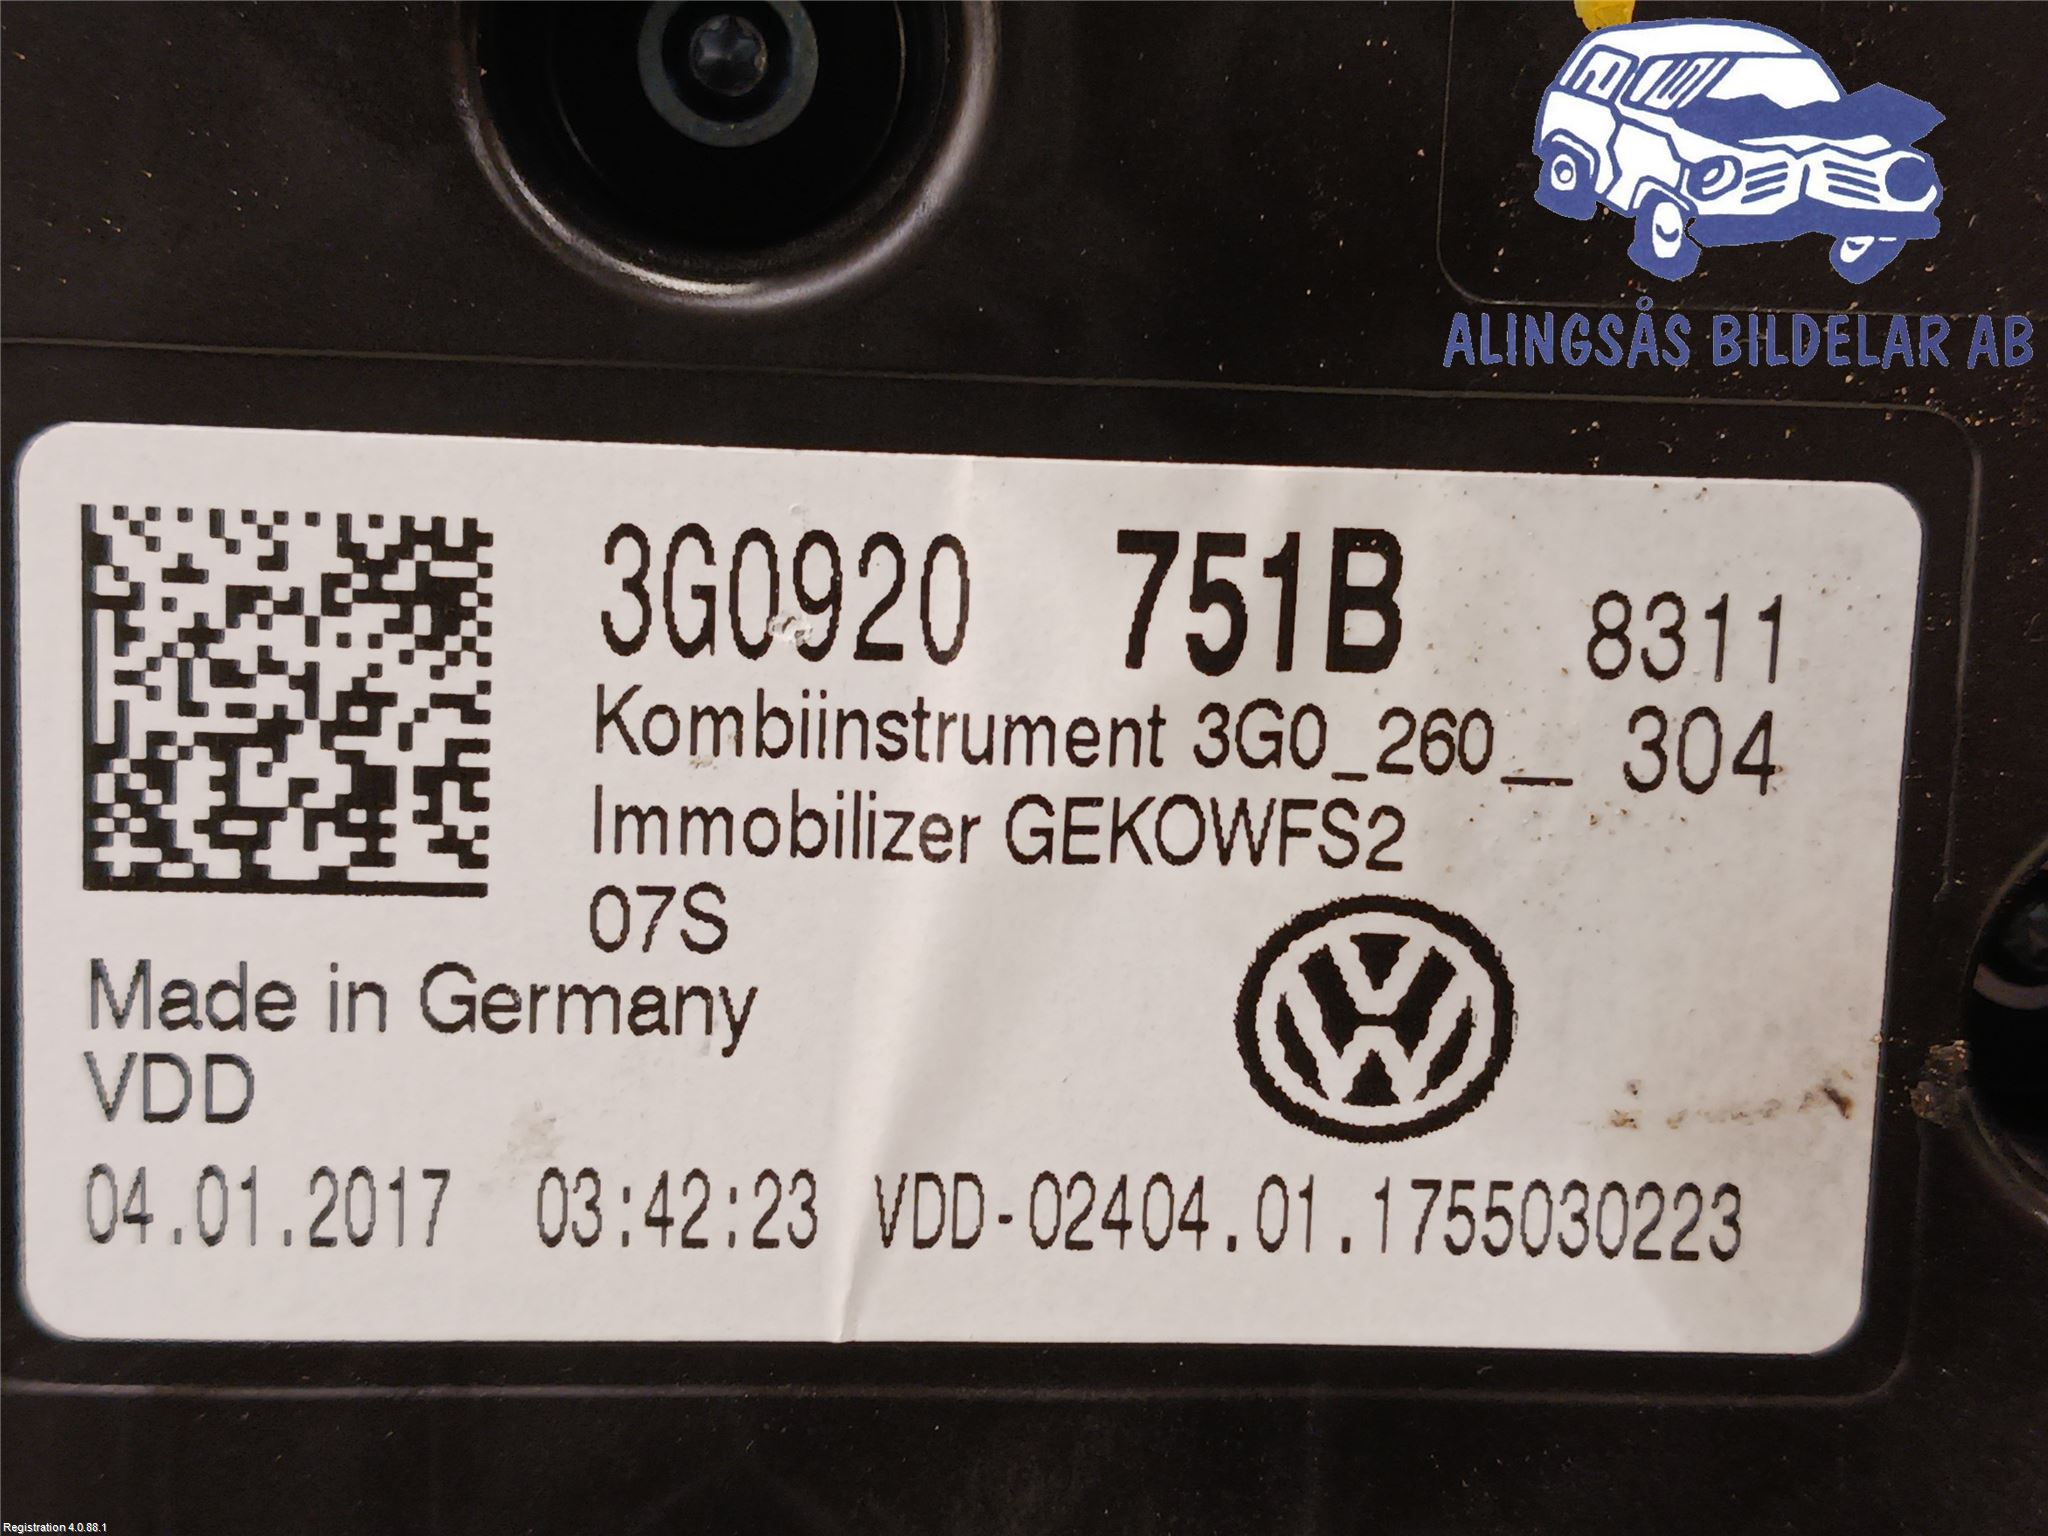 ALINGSÅS BILDELAR AB
3G0920 751B 8311
Kombiinstrument 3G0_260__ 304
Immobilizer GEKOWFS2
07S
Made in Germany
VDD
04.01.2017 03:42:23 VDD-02404.01.1755030223
Registration 4.0.88.1